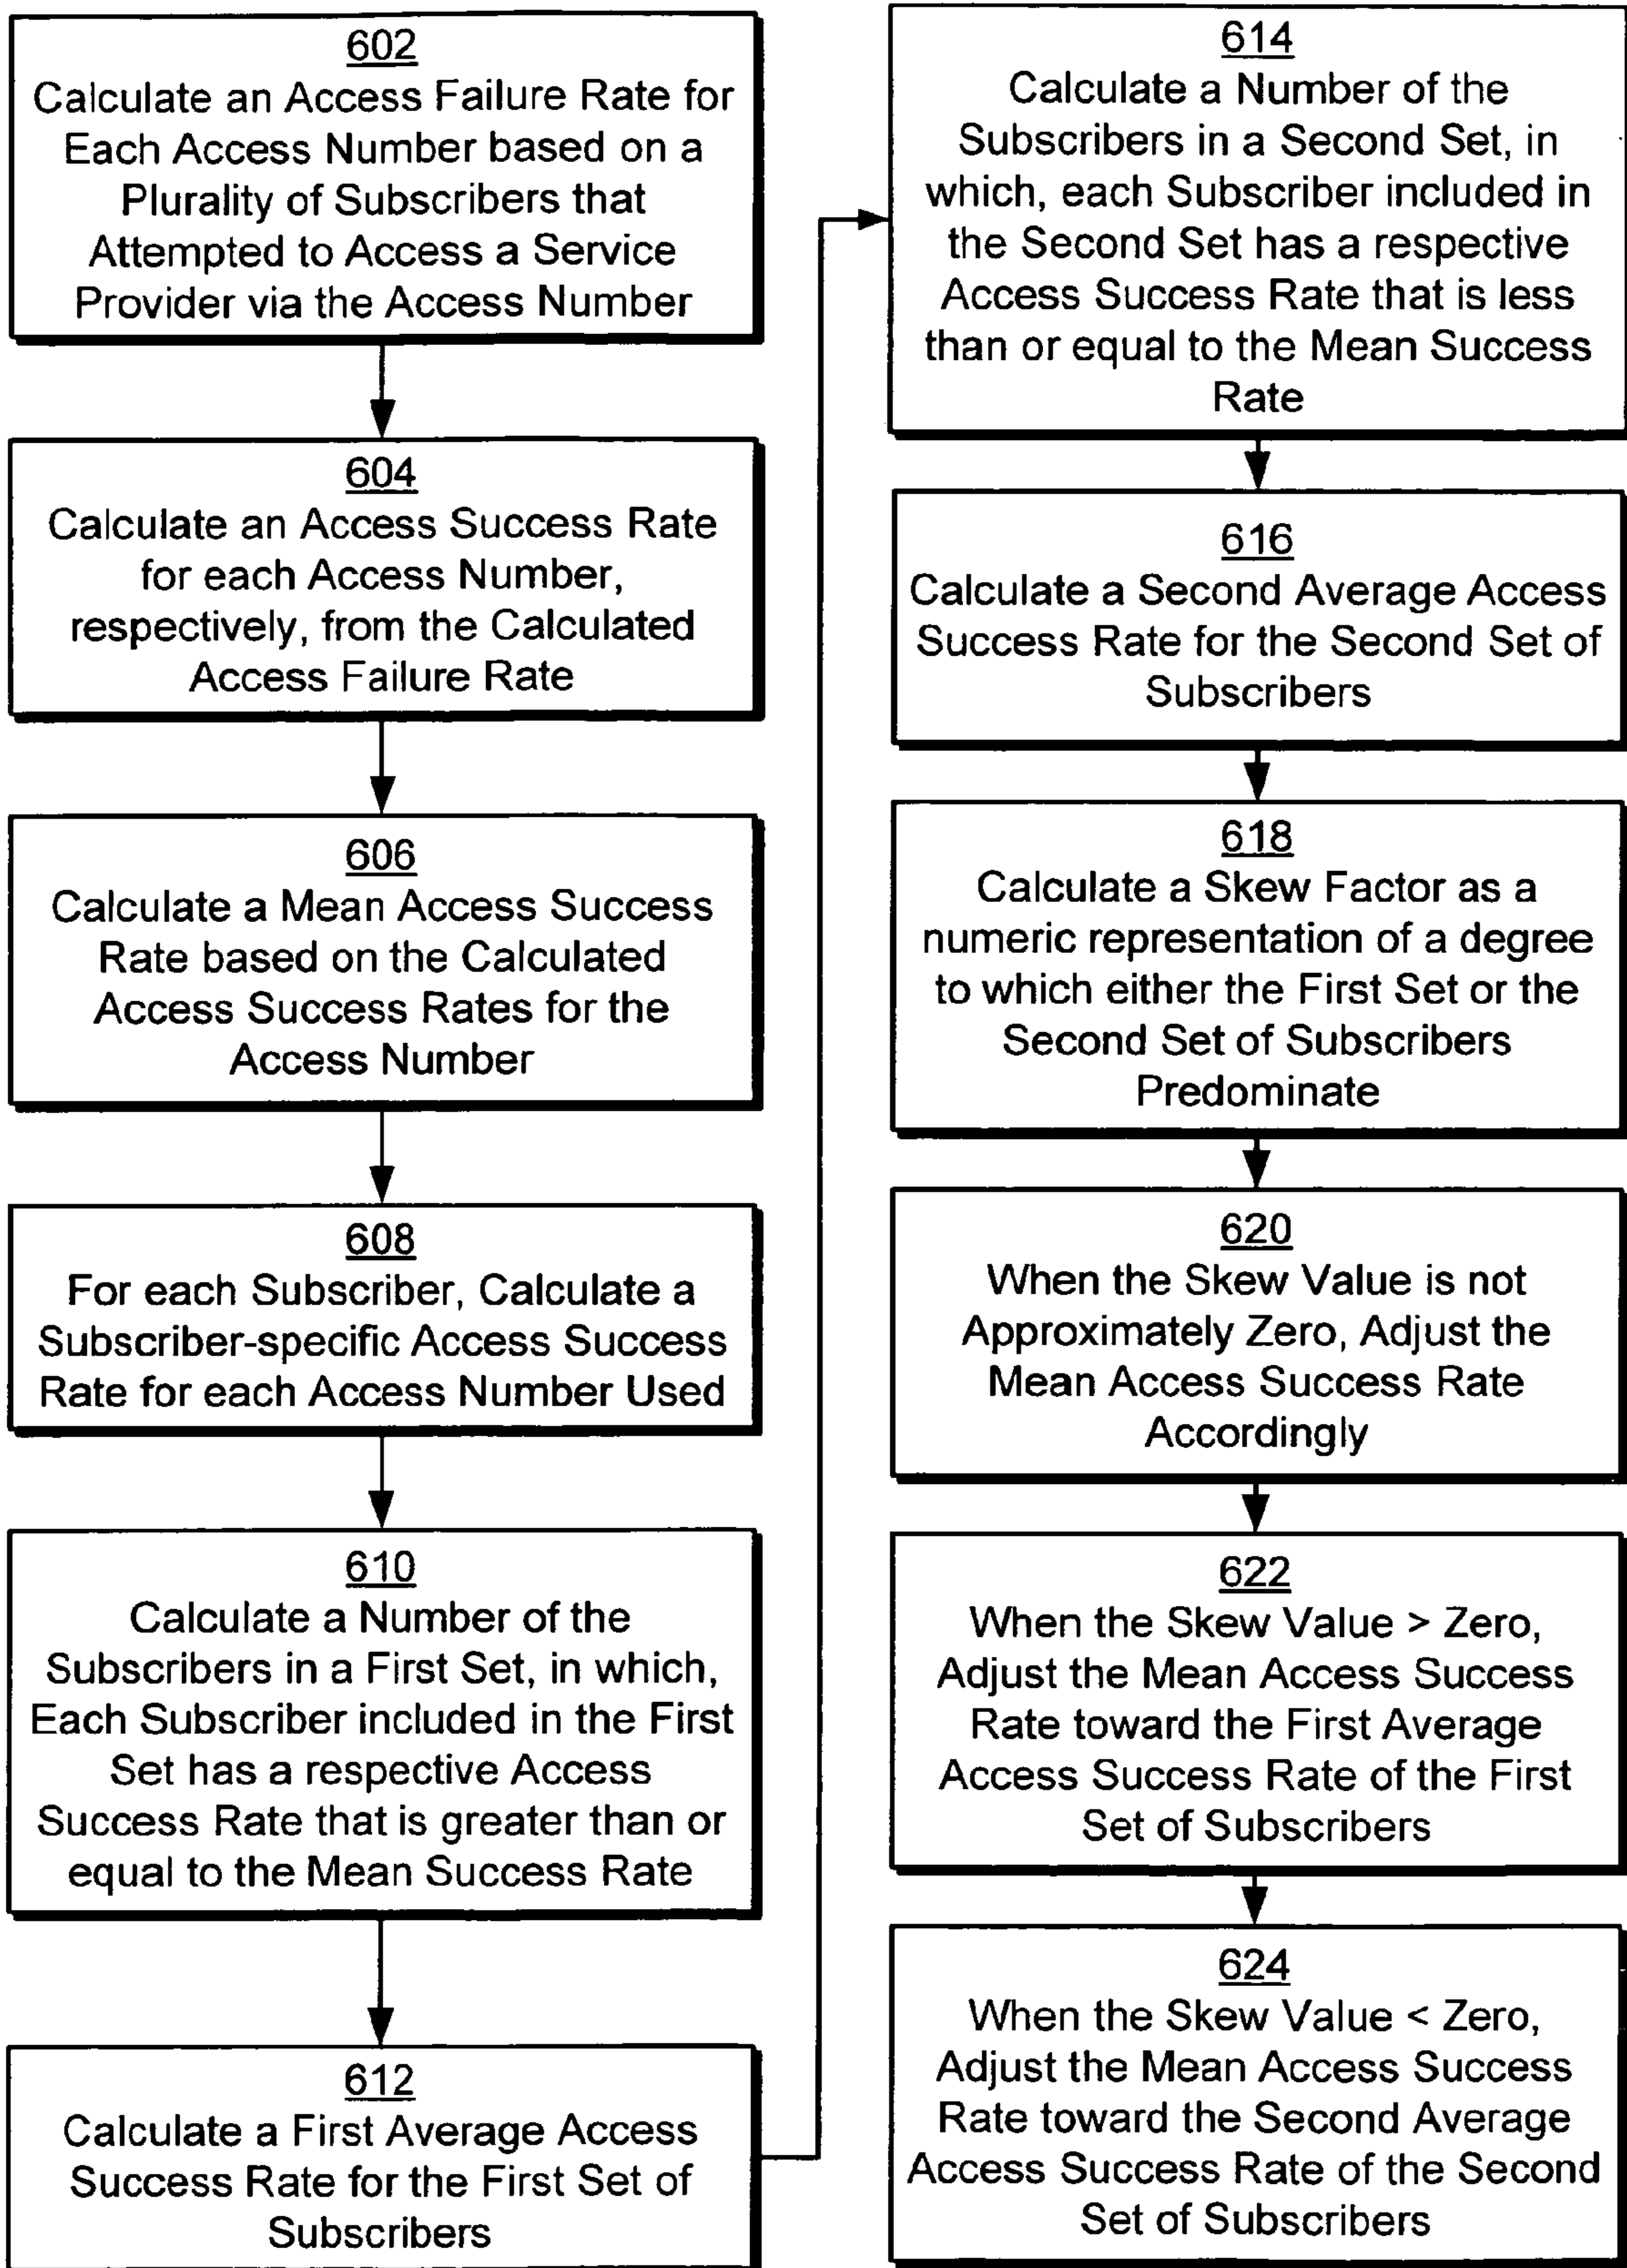 602
Calculate an Access Failure Rate for
Each Access Number based on a
Plurality of Subscribers that
Attempted to Access a Service
Provider via the Access Number
604
Calculate an Access Success Rate
for each Access Number,
respectively, from the Calculated
Access Failure Rate
606
Calculate a Mean Access Success
Rate based on the Calculated
Access Success Rates for the
Access Number
608
For each Subscriber, Calculate a
Subscriber-specific Access Success
Rate for each Access Number Used
610
Calculate a Number of the
Subscribers in a First Set, in which,
Each Subscriber included in the First
Set has a respective Access
Success Rate that is greater than or
equal to the Mean Success Rate
612
Calculate a First Average Access
Success Rate for the First Set of
Subscribers
614
Calculate a Number of the
Subscribers in a Second Set, in
which, each Subscriber included in
the Second Set has a respective
Access Success Rate that is less
than or equal to the Mean Success
Rate
616
Calculate a Second Average Access
Success Rate for the Second Set of
Subscribers
618
Calculate a Skew Factor as a
numeric representation of a degree
to which either the First Set or the
Second Set of Subscribers
Predominate
620
When the Skew Value is not
Approximately Zero, Adjust the
Mean Access Success Rate
Accordingly
622
When the Skew Value > Zero,
Adjust the Mean Access Success
Rate toward the First Average
Access Success Rate of the First
Set of Subscribers
624
When the Skew Value < Zero,
Adjust the Mean Access Success
Rate toward the Second Average
Access Success Rate of the Second
Set of Subscribers